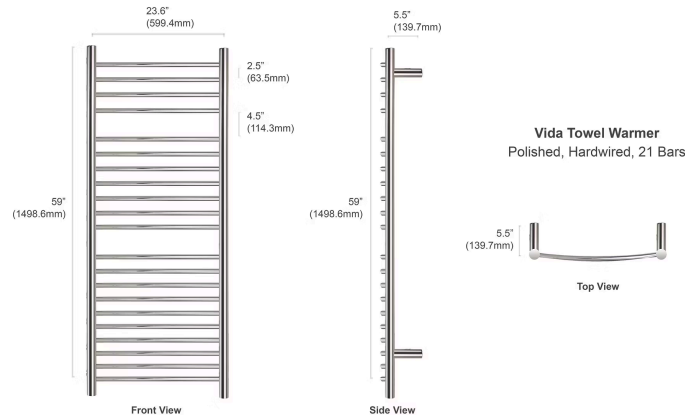 23.6"
(599.4mm)
2.5"
(63.5mm)
4.5"
(114.3mm)
59"
(1498.6mm)
Front View
5.5"
(139.7mm)
59"
(1498.6mm)
Side View
Vida Towel Warmer
Polished, Hardwired, 21 Bars
5.5"
(139.7mm)
Top View